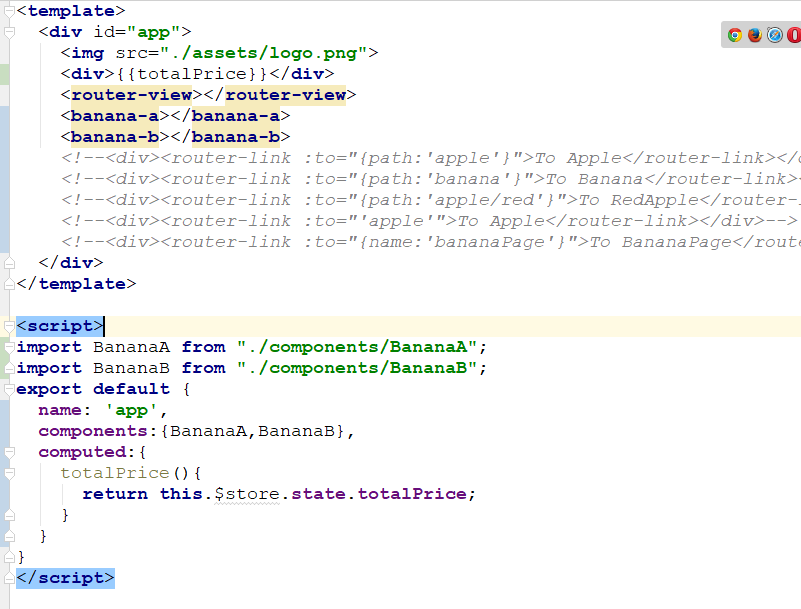 <template>
<div id="app">
<img src="./assets/logo.png">
<div>{{totalPrice}}</div>
<router-view></router-view>
<banana-a></banana-a>
<banana-b></banana-b>
<!--<div><router-link :to="{path:'apple'}">To Apple</router-link></
<!--<div><router-link :to="{path:'banana'}">To Banana</router-link>
<!--<div><router-link :to="{path:'apple/red'}">To RedApple</router-
<!--<div><router-link :to="'apple'">To Apple</router-link></div>-->
<!--<div><router-link :to="{name:'bananaPage'}">To BananaPage</route
</div>
</template>
<script>
import BananaA from "./components/BananaA";
import BananaB from "./components/BananaB";
export default {
name: 'app',
components:{BananaA,BananaB},
computed:{
totalPrice(){
return this.$store.state.totalPrice;
}
}
}
</script>